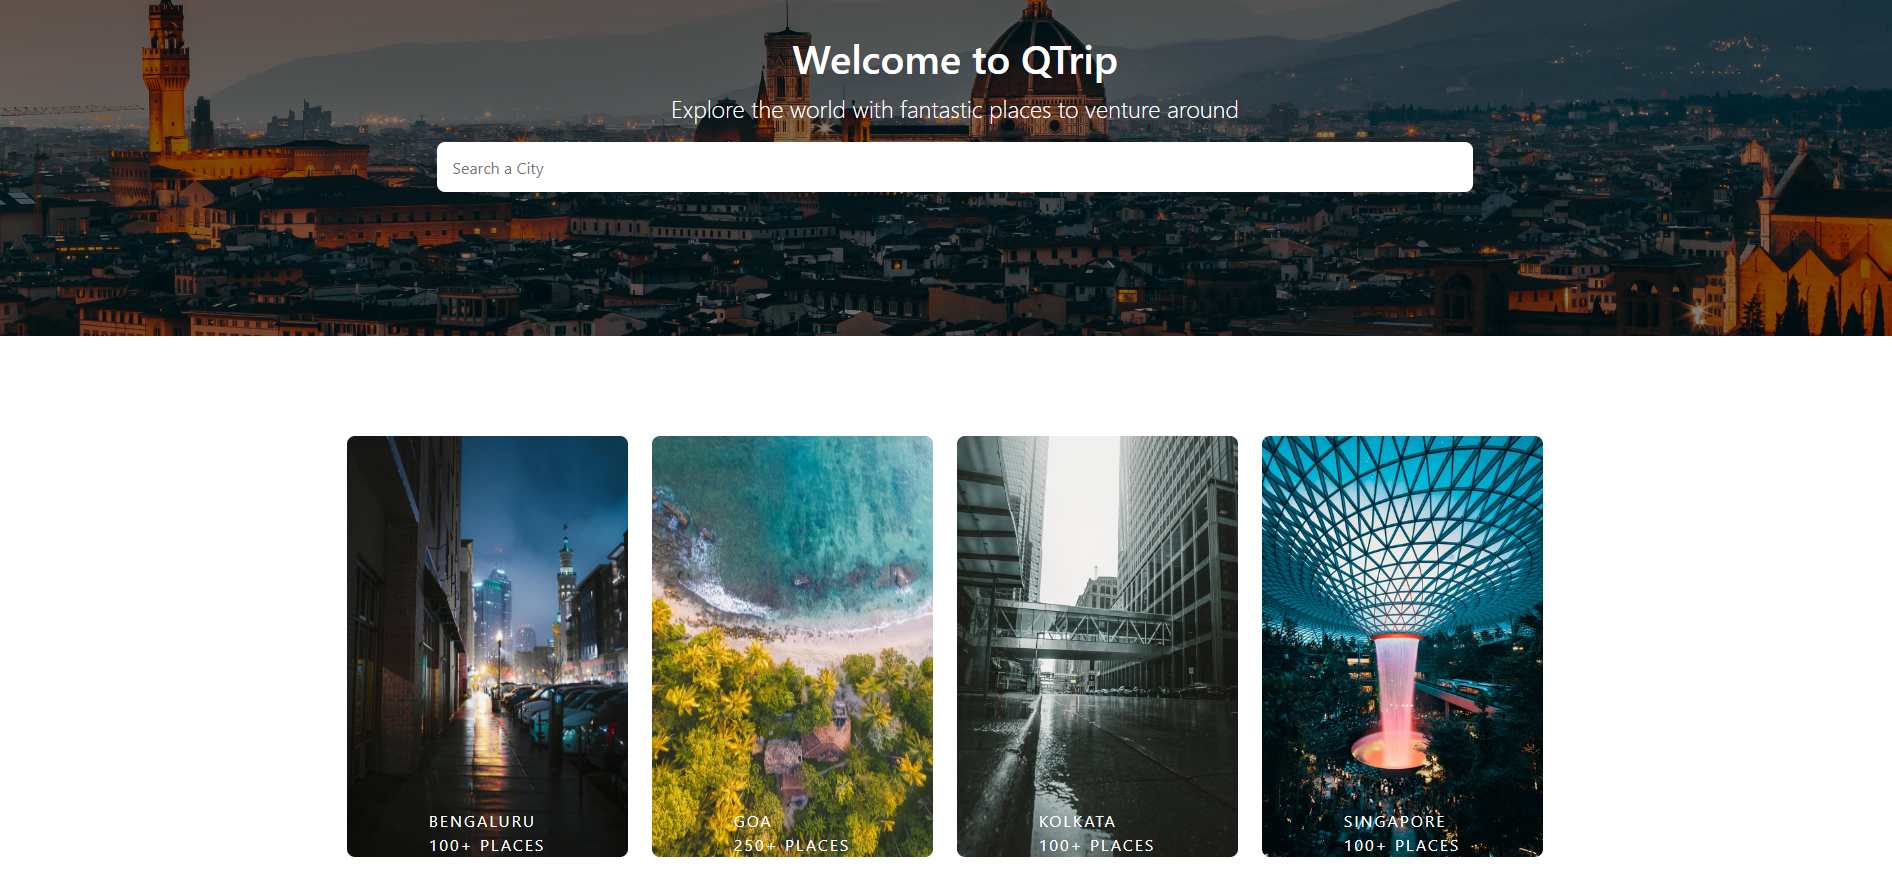 Welcome to QTrip
Explore the world with fantastic places to venture around
Search a City
BENGALURU
100+ PLACES
GOA
250+ PLACES
KOLKATA
100+ PLACES
SINGAPORE
100+ PLACES